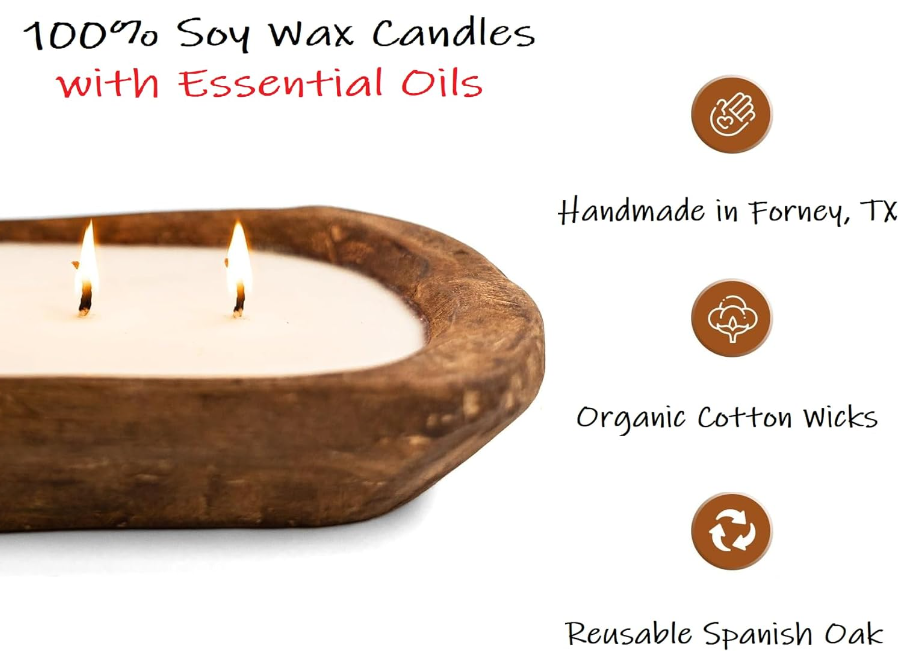 100% Soy Wax Candles
with Essential Oils
Handmade in Forney, TX
Organic Cotton Wicks
Reusable Spanish Oak